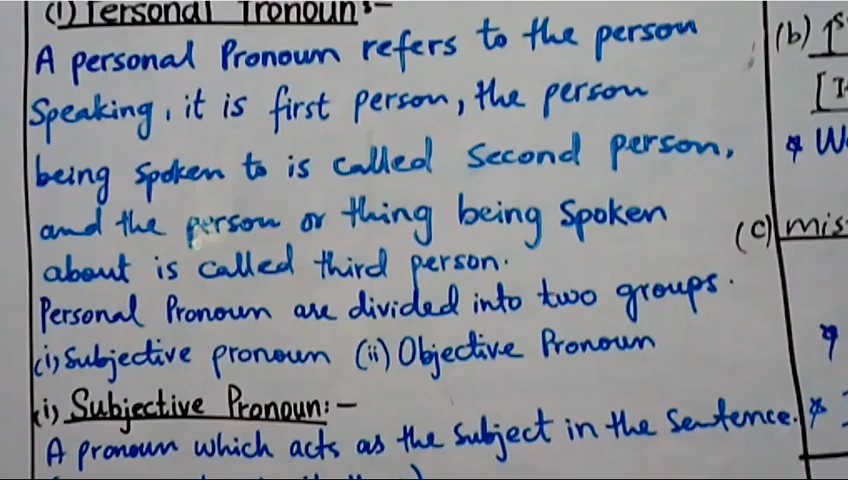 (1) Personal Pronoun:-
A personal Pronoun refers to the person
Speaking, it is first person, the person
being spoken to is called Second person,
and the person or thing being Spoken
about is called third person.
Personal Pronoun are divided into two groups.
(i) Subjective pronoun (ii) Objective Pronoun
(i) Subjective Pronoun:-
A pronoun which acts as the subject in the sentence.
(b) 1s
(c) mis